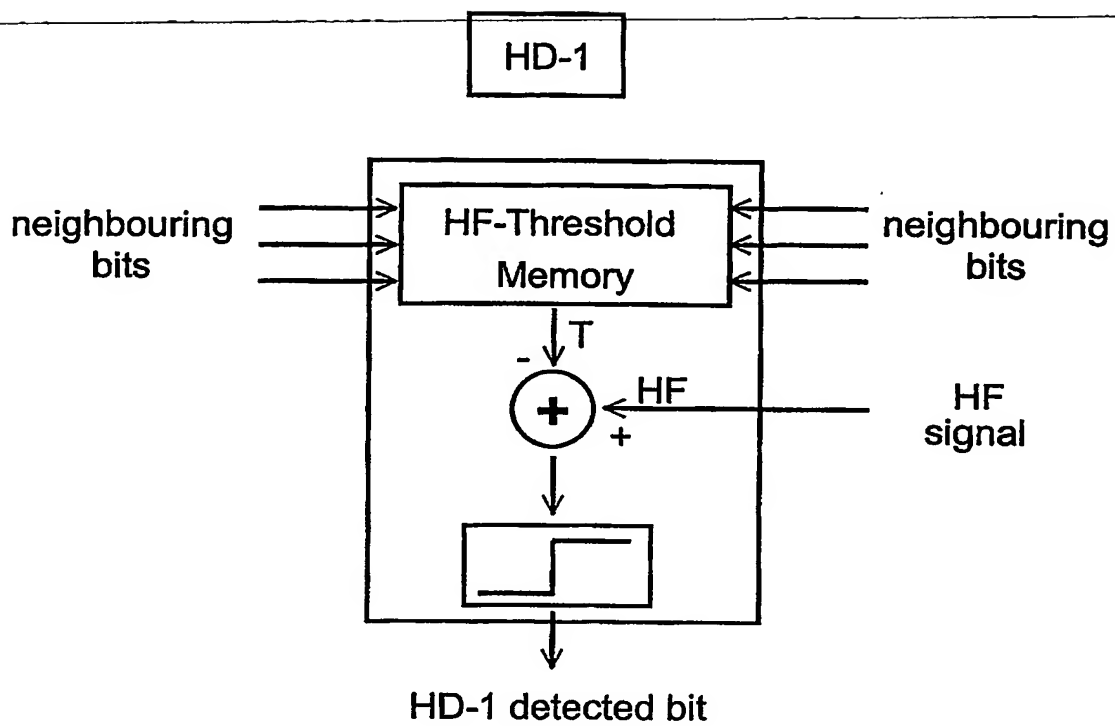 HD-1
neighbouring
bits
HF-Threshold
Memory
neighbouring
bits
- T
+ HF
+
HF
signal
HD-1 detected bit